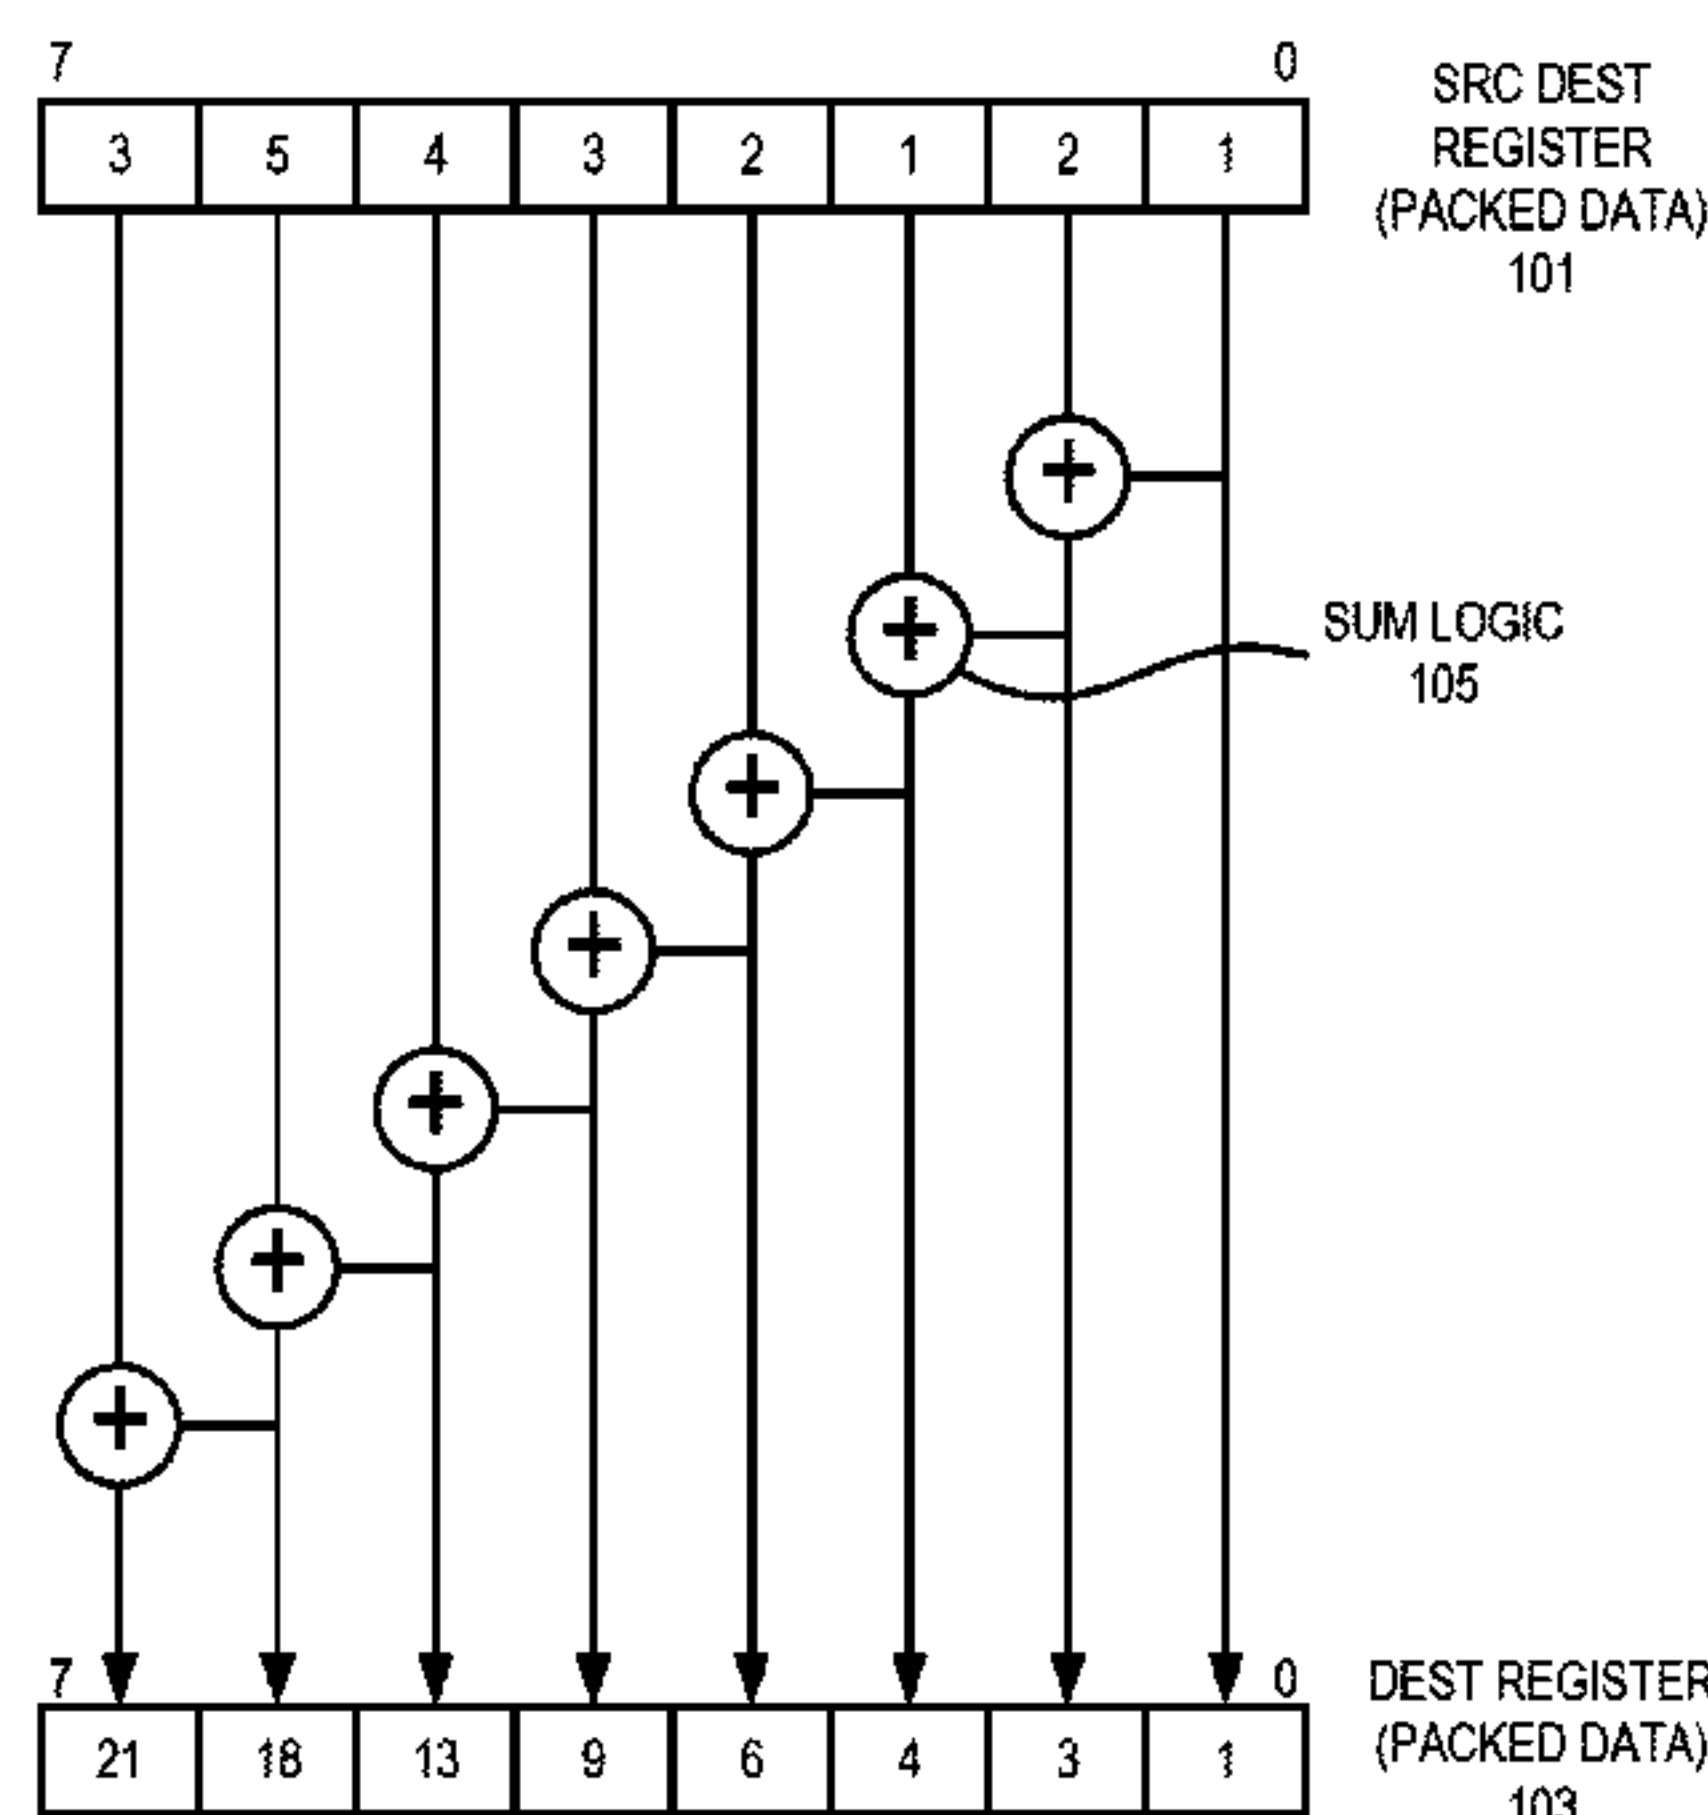 7 0
SRC DEST
REGISTER
(PACKED DATA)
101
3 5 4 3 2 1 2 1
+
+
SUM LOGIC
105
+
+
+
+
+
7 0
DEST REGISTER
(PACKED DATA)
103
21 18 13 9 6 4 3 1